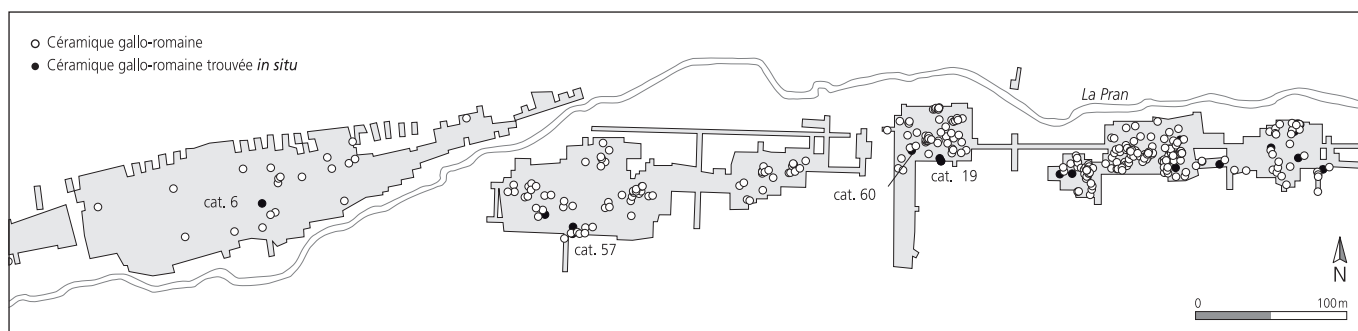 Céramique gallo-romaine
Céramique gallo-romaine trouvée in situ
La Pran
cat. 6
cat. 60
cat. 19
cat. 57
N
0 100 m